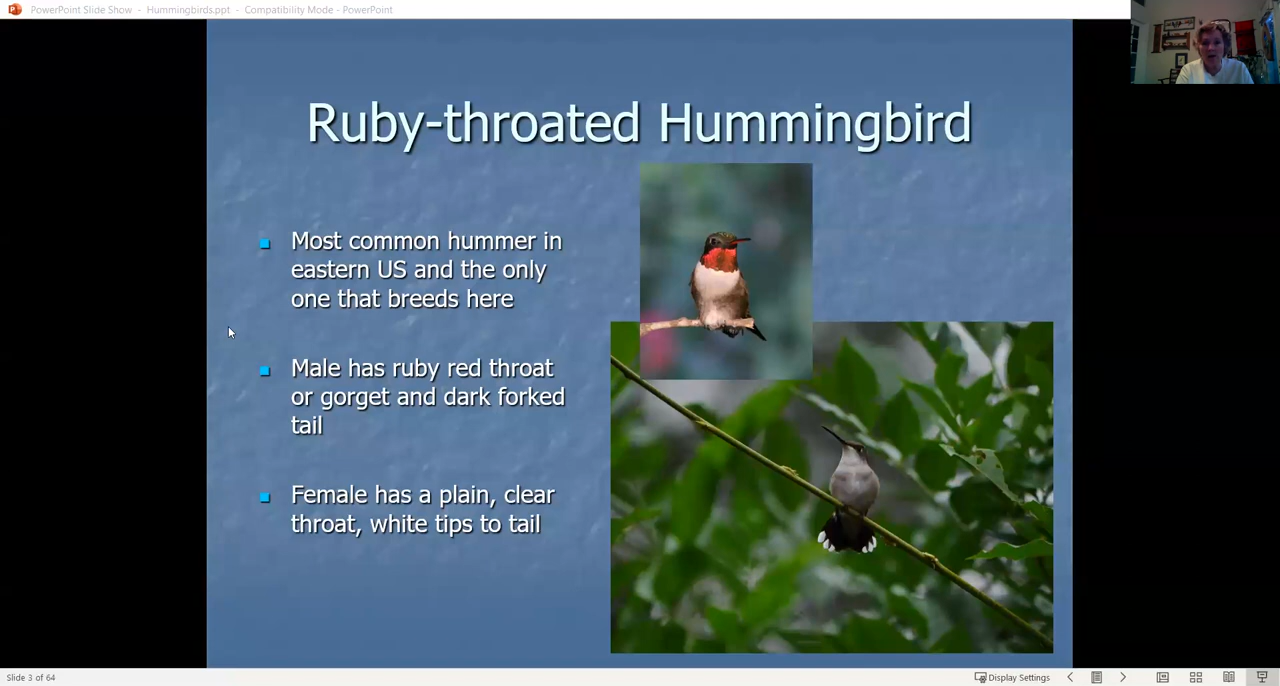 PowerPoint Slide Show - Hummingbirds.ppt - Compatibility Mode - PowerPoint
Ruby-throated Hummingbird
Most common hummer in
eastern US and the only
one that breeds here
Male has ruby red throat
or gorget and dark forked
tail
Female has a plain, clear
throat, white tips to tail
Slide 3 of 64
Display Settings